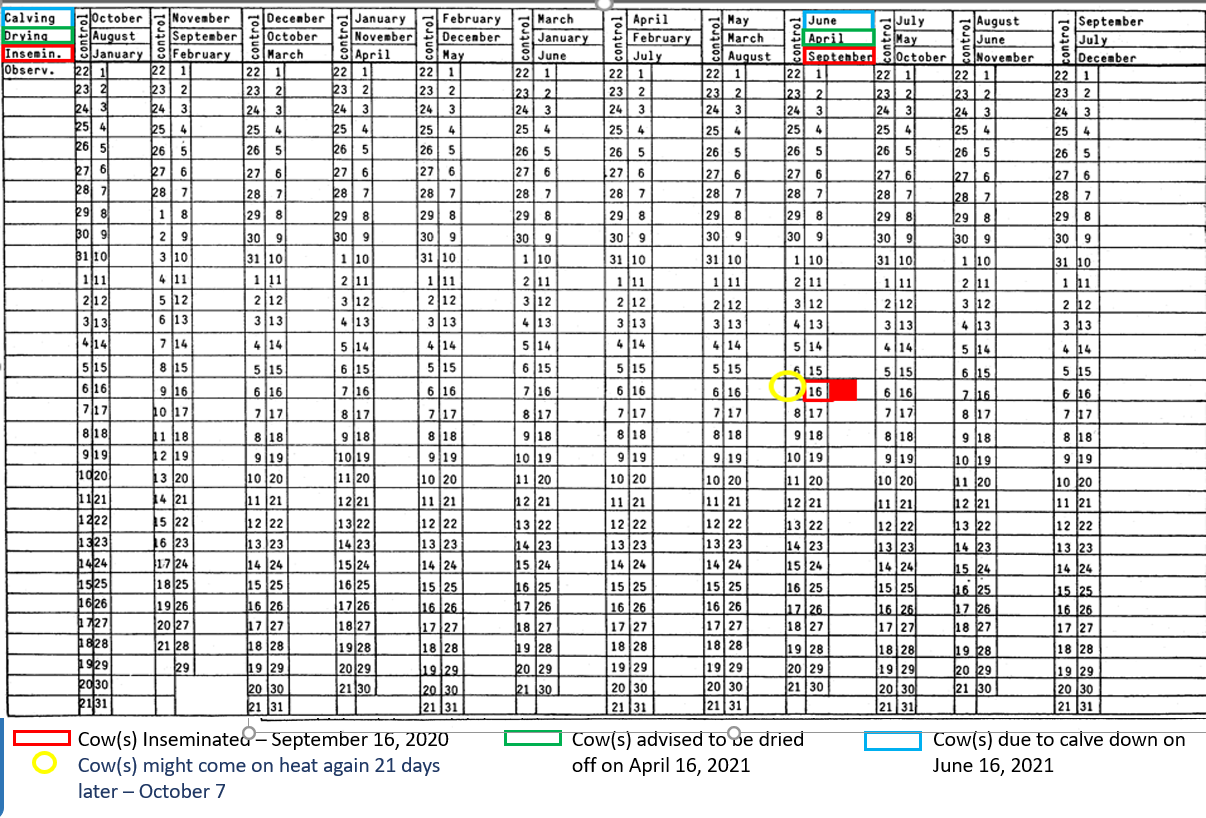 Calving October November December January February March April May June July August September
Drying August September October November December January February March April May June July
Insemin. January February March April May June July August September October November December
control control control control control control control control control control control control
Observ. 22 1 22 1 22 1 22 1 22 1 22 1 22 1 22 1 22 1 22 1 22 1 22 1
23 2 23 2 23 2 23 2 23 2 23 2 23 2 23 2 23 2 23 2 23 2 23 2
24 3 24 3 24 3 24 3 24 3 24 3 24 3 24 3 24 3 24 3 24 3 24 3
25 4 25 4 25 4 25 4 25 4 25 4 25 4 25 4 25 4 25 4 25 4 25 4
26 5 26 5 26 5 26 5 26 5 26 5 26 5 26 5 26 5 26 5 26 5 26 5
27 6 27 6 27 6 27 6 27 6 27 6 27 6 27 6 27 6 27 6 27 6 27 6
28 7 28 7 28 7 28 7 28 7 28 7 28 7 28 7 28 7 28 7 28 7 28 7
29 8 1 8 29 8 29 8 29 8 29 8 29 8 29 8 29 8 29 8 29 8 29 8
30 9 2 9 30 9 30 9 30 9 30 9 30 9 30 9 30 9 30 9 30 9 30 9
31 10 3 10 31 10 1 10 31 10 1 10 31 10 31 10 1 10 31 10 1 10 31 10
1 11 4 11 1 11 2 11 1 11 2 11 1 11 1 11 2 11 1 11 2 11 1 11
2 12 5 12 2 12 3 12 2 12 3 12 2 12 2 12 3 12 2 12 3 12 2 12
3 13 6 13 3 13 4 13 3 13 4 13 3 13 3 13 4 13 3 13 4 13 3 13
4 14 7 14 4 14 5 14 4 14 5 14 4 14 4 14 5 14 4 14 5 14 4 14
5 15 8 15 5 15 6 15 5 15 6 15 5 15 5 15 6 15 5 15 6 15 5 15
6 16 9 16 6 16 7 16 6 16 7 16 6 16 6 16 7 16 6 16 7 16 6 16
7 17 10 17 7 17 8 17 7 17 8 17 7 17 7 17 8 17 7 17 8 17 7 17
8 18 11 18 8 18 9 18 8 18 9 18 8 18 8 18 9 18 8 18 9 18 8 18
9 19 12 19 9 19 10 19 9 19 10 19 9 19 9 19 10 19 9 19 10 19 9 19
10 20 13 20 10 20 11 20 10 20 11 20 10 20 10 20 11 20 10 20 11 20 10 20
11 21 14 21 11 21 12 21 11 21 12 21 11 21 11 21 12 21 11 21 12 21 11 21
12 22 15 22 12 22 13 22 12 22 13 22 12 22 12 22 13 22 12 22 13 22 12 22
13 23 16 23 13 23 14 23 13 23 14 23 13 23 13 23 14 23 13 23 14 23 13 23
14 24 17 24 14 24 15 24 14 24 15 24 14 24 14 24 15 24 14 24 15 24 14 24
15 25 18 25 15 25 16 25 15 25 16 25 15 25 15 25 16 25 15 25 16 25 15 25
16 26 19 26 16 26 17 26 16 26 17 26 16 26 16 26 17 26 16 26 17 26 16 26
17 27 20 27 17 27 18 27 17 27 18 27 17 27 17 27 18 27 17 27 18 27 17 27
18 28 21 28 18 28 19 28 18 28 19 28 18 28 18 28 19 28 18 28 19 28 18 28
19 29 29 19 29 20 29 19 29 20 29 19 29 19 29 20 29 19 29 20 29 19 29
20 30 20 30 21 30 20 30 21 30 20 30 20 30 21 30 20 30 21 30 20 30
21 31 21 31 21 31 21 31 21 31 21 31 21 31
Cow(s) Inseminated – September 16, 2020
Cow(s) might come on heat again 21 days
later – October 7
Cow(s) advised to be dried
off on April 16, 2021
Cow(s) due to calve down on
June 16, 2021